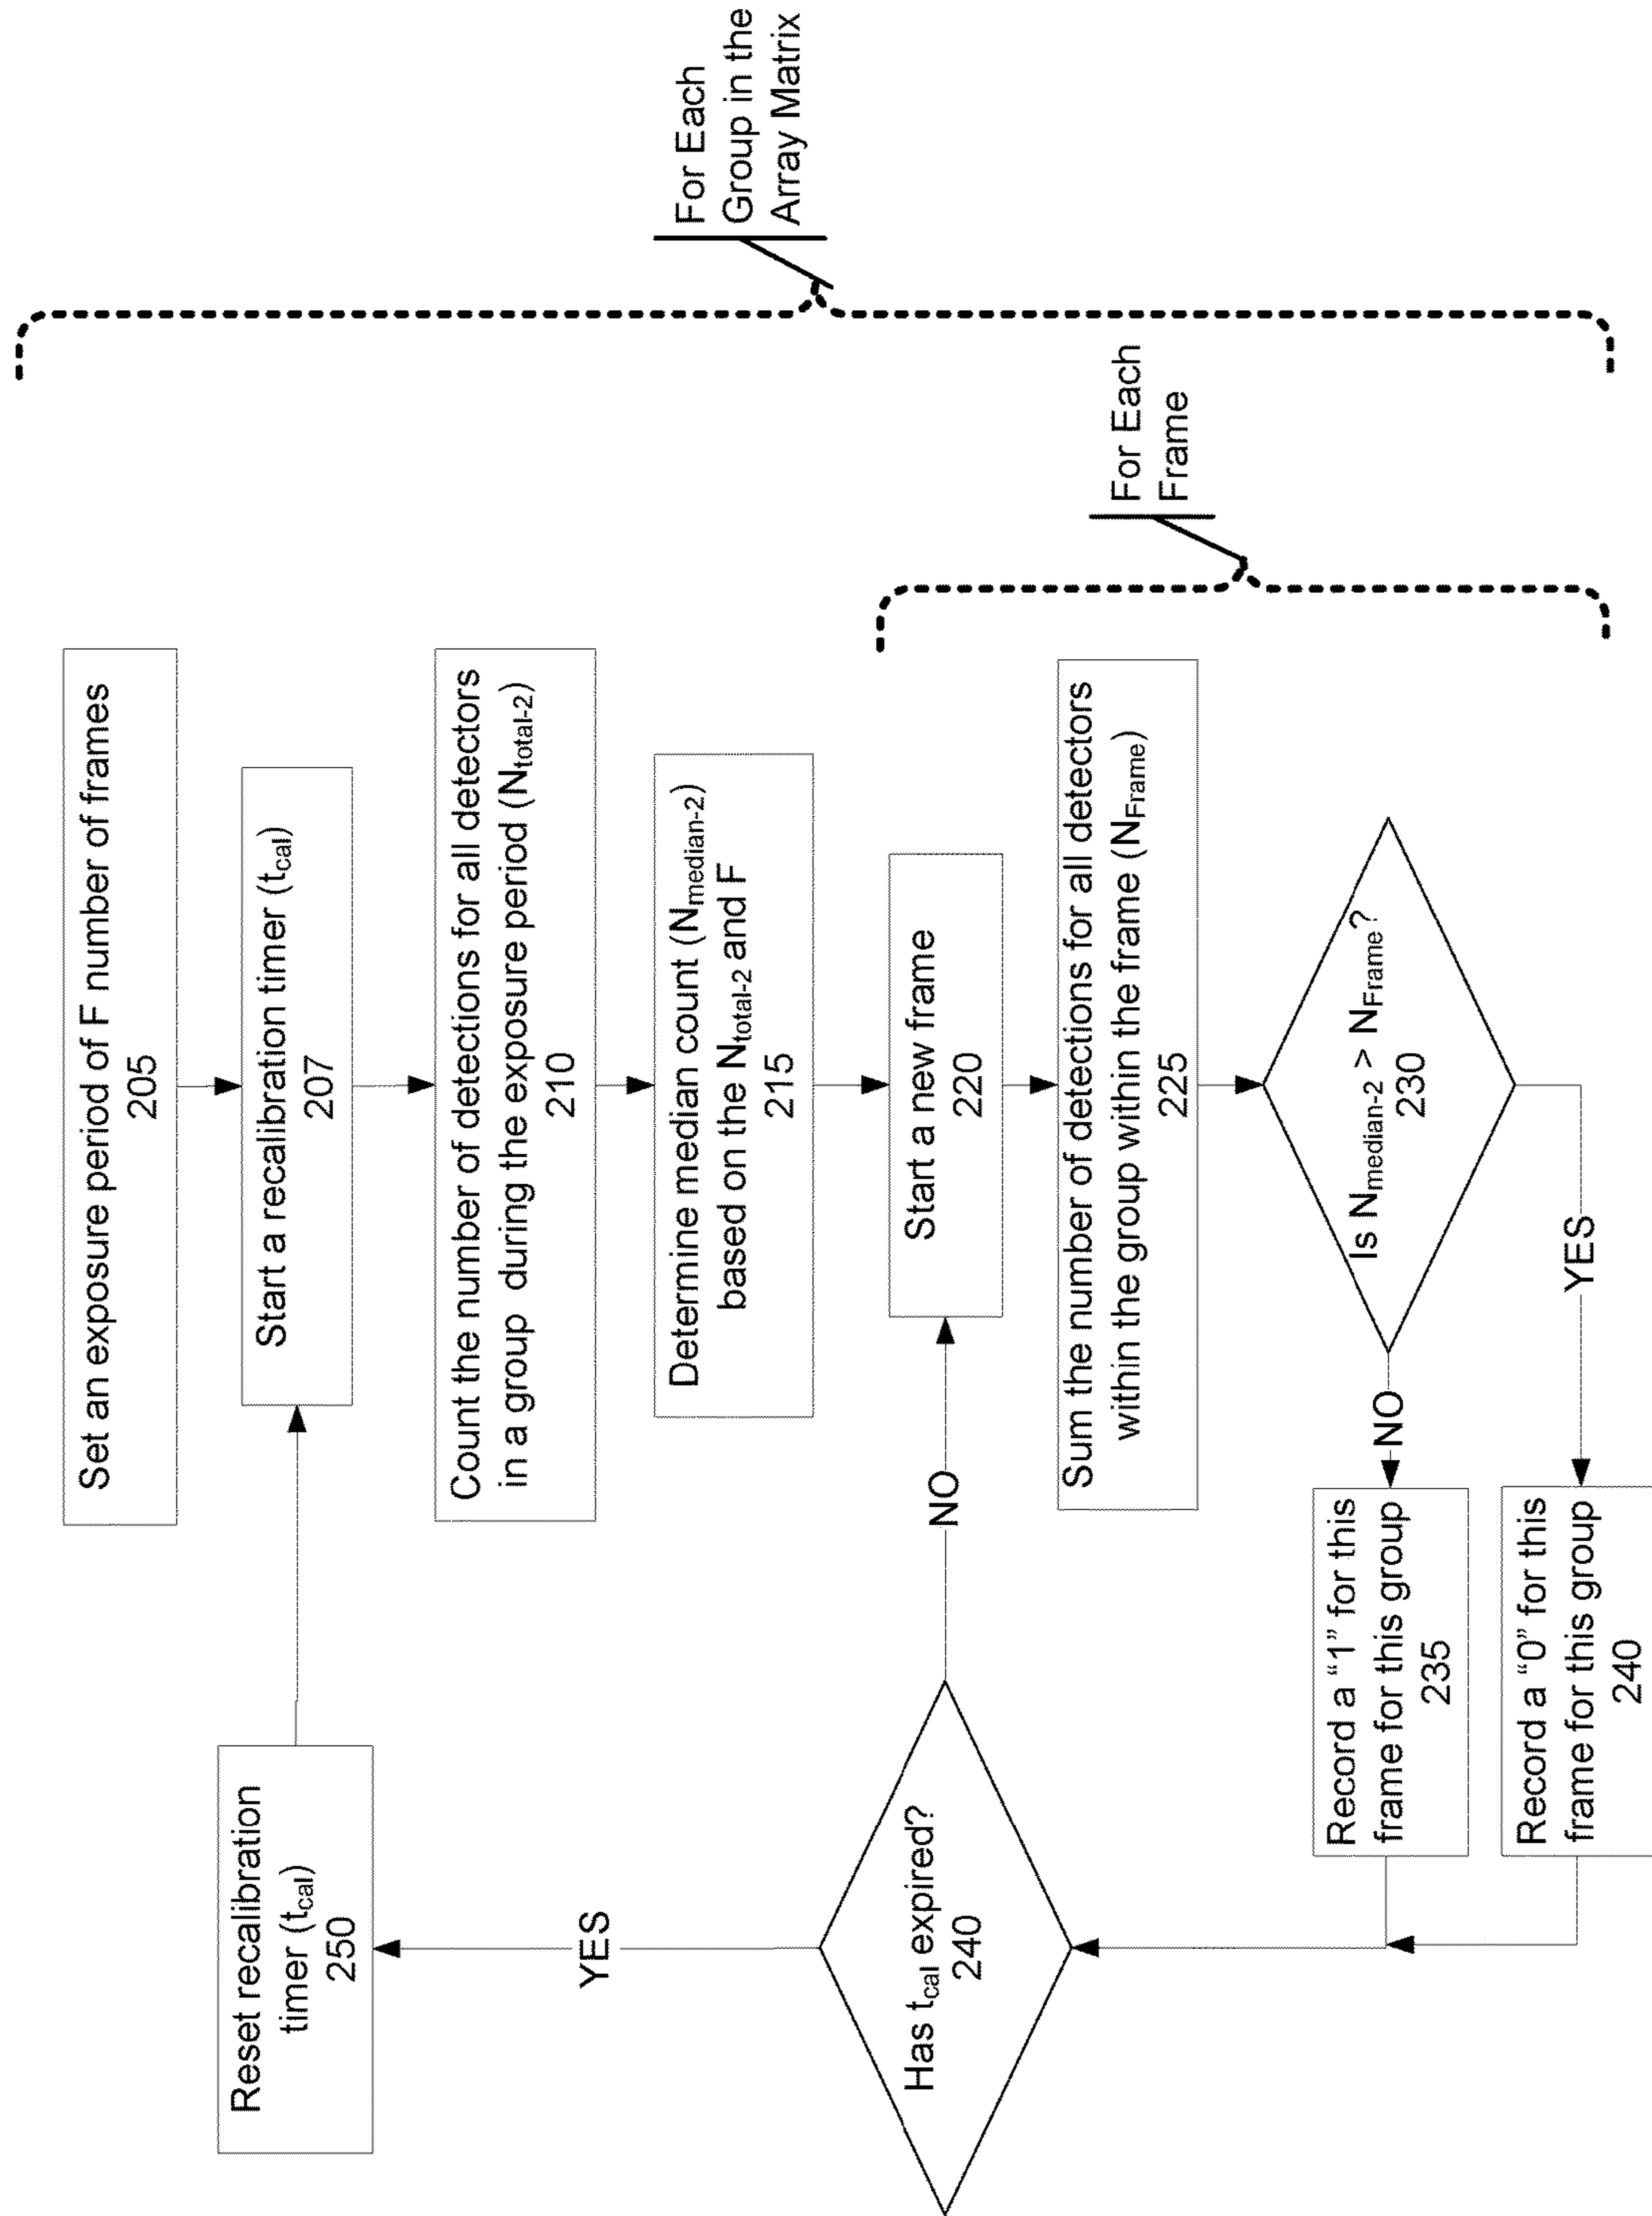 Set an exposure period of F number of frames
205
Start a recalibration timer (tcal)
207
Count the number of detections for all detectors
in a group during the exposure period (Ntotal-2)
210
Determine median count (Nmedian-2)
based on the Ntotal-2 and F
215
Start a new frame
220
Sum the number of detections for all detectors
within the group within the frame (NFrame)
225
Is Nmedian-2 > NFrame?
230
NO
YES
Record a “1” for this
frame for this group
235
Record a “0” for this
frame for this group
240
Has tcal expired?
240
NO
YES
Reset recalibration
timer (tcal)
250
For Each
Frame
For Each
Group in the
Array Matrix